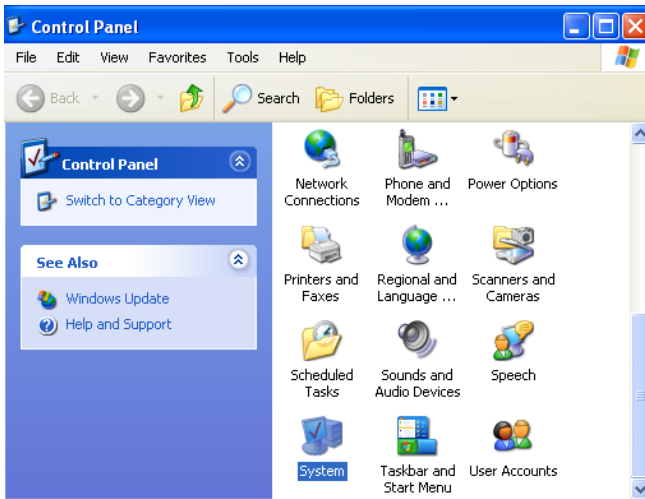 Control Panel
File Edit View Favorites Tools Help
Back Search Folders
Control Panel
Switch to Category View
See Also
Windows Update
Help and Support
Network
Connections
Phone and
Modem ...
Power Options
Printers and
Faxes
Regional and
Language ...
Scanners and
Cameras
Scheduled
Tasks
Sounds and
Audio Devices
Speech
System
Taskbar and
Start Menu
User Accounts